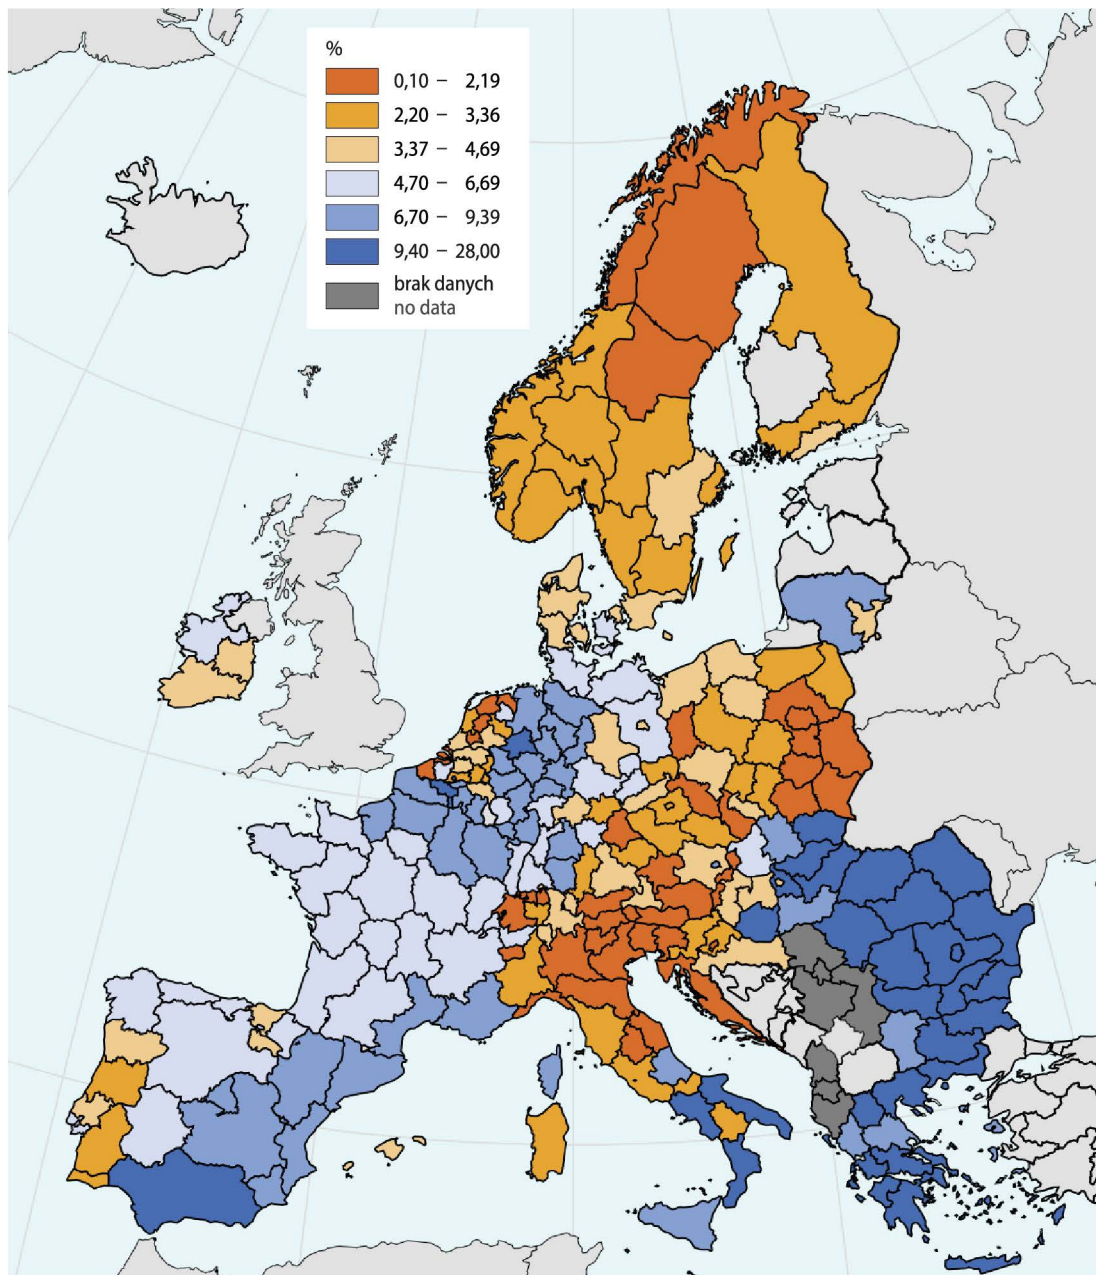 %
0,10 – 2,19
2,20 – 3,36
3,37 – 4,69
4,70 – 6,69
6,70 – 9,39
9,40 – 28,00
brak danych
no data